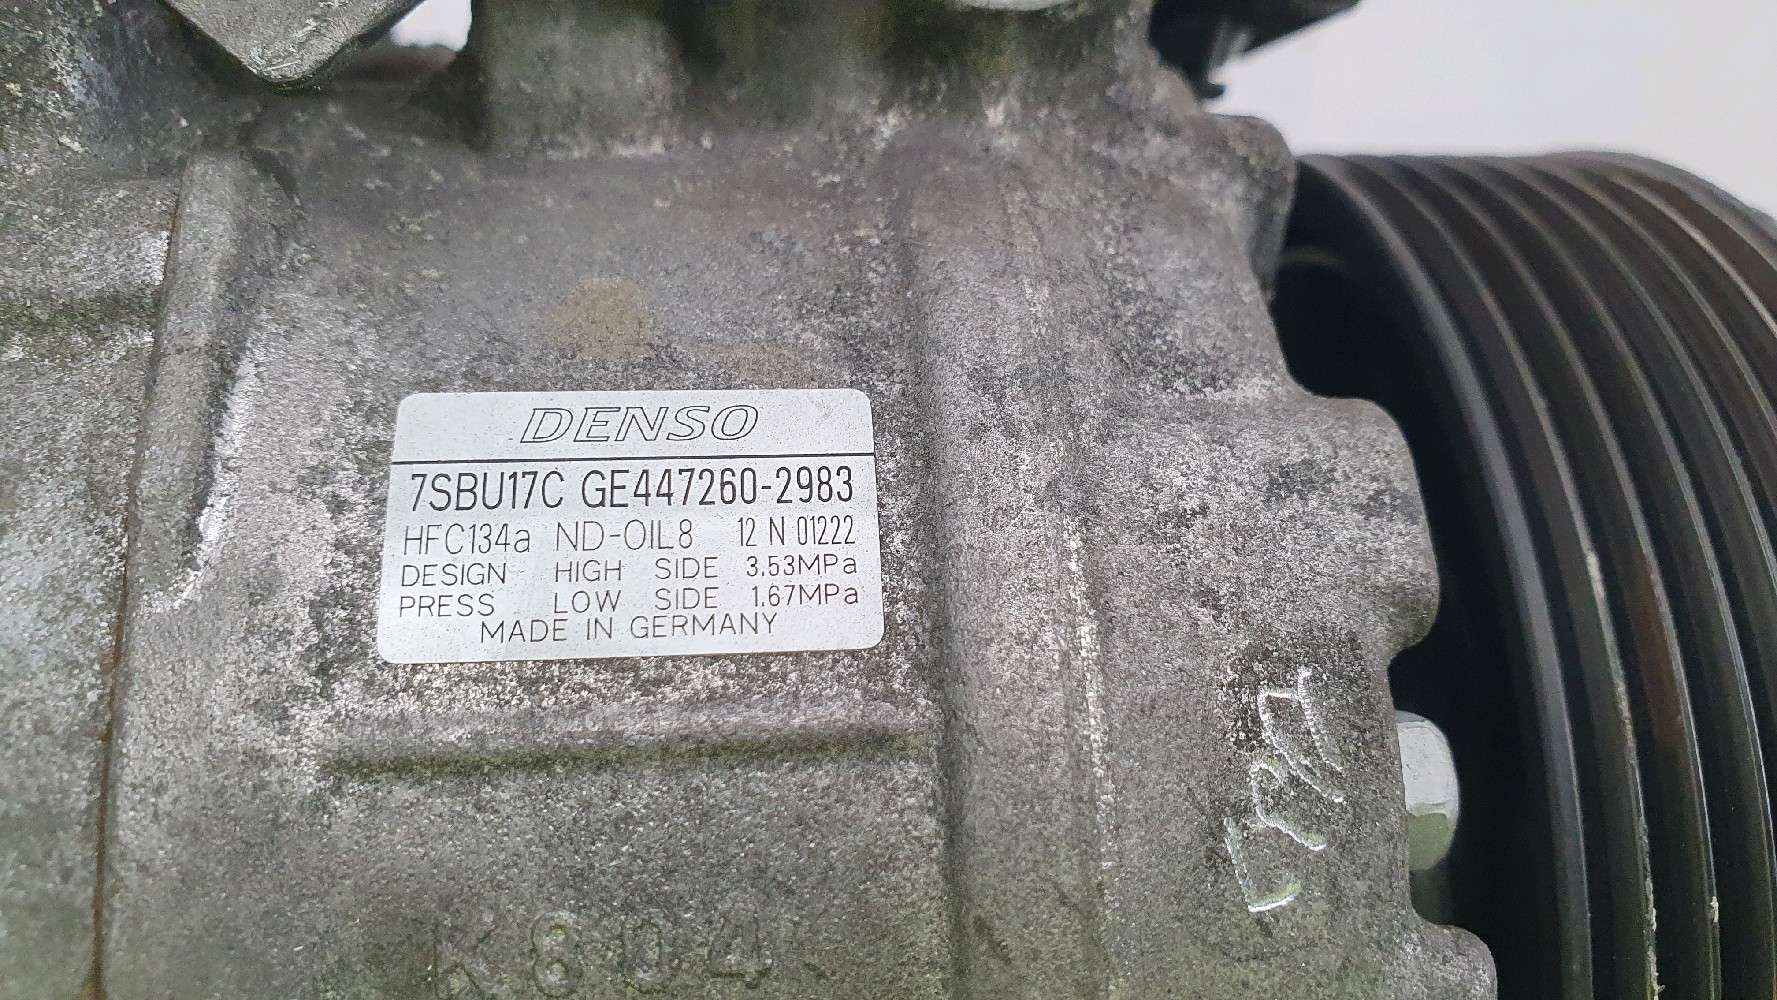 DENSO
7SBU17C GE447260-2983
HFC134a ND-OIL8 12 N 01222
DESIGN HIGH SIDE 3.53MPa
PRESS LOW SIDE 1.67MPa
MADE IN GERMANY
K804